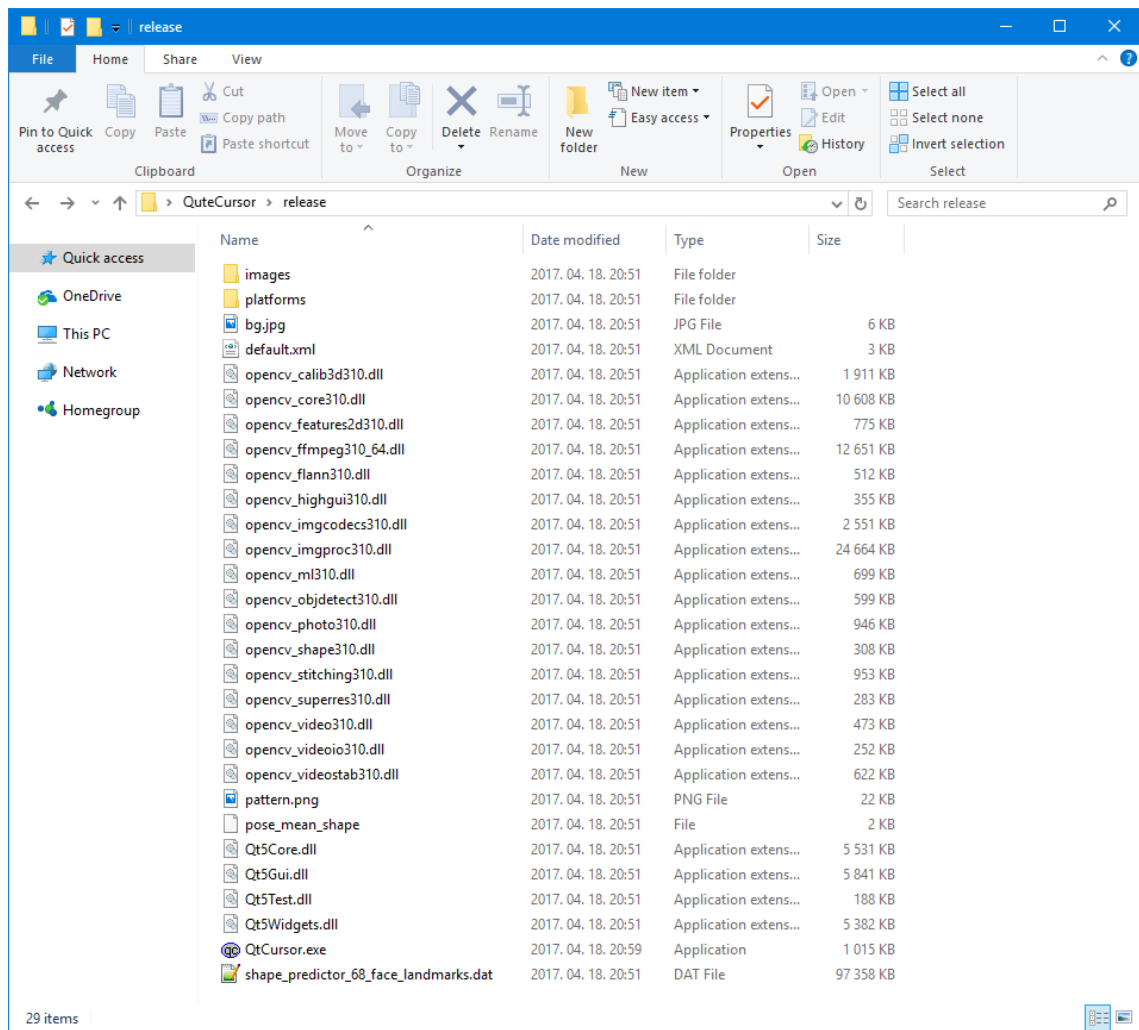 release
File Home Share View
Pin to Quick access Copy Paste Cut Copy path Paste shortcut Move to Copy to Delete Rename New folder New item Easy access Properties Open Edit History Select all Select none Invert selection
Clipboard Organize New Open Select
QuteCursor release Search release
Quick access
OneDrive
This PC
Network
Homegroup
Name Date modified Type Size
images 2017. 04. 18. 20:51 File folder
platforms 2017. 04. 18. 20:51 File folder
bg.jpg 2017. 04. 18. 20:51 JPG File 6 KB
default.xml 2017. 04. 18. 20:51 XML Document 3 KB
opencv_calib3d310.dll 2017. 04. 18. 20:51 Application extens... 1 911 KB
opencv_core310.dll 2017. 04. 18. 20:51 Application extens... 10 608 KB
opencv_features2d310.dll 2017. 04. 18. 20:51 Application extens... 775 KB
opencv_ffmpeg310_64.dll 2017. 04. 18. 20:51 Application extens... 12 651 KB
opencv_flann310.dll 2017. 04. 18. 20:51 Application extens... 512 KB
opencv_highgui310.dll 2017. 04. 18. 20:51 Application extens... 355 KB
opencv_imgcodecs310.dll 2017. 04. 18. 20:51 Application extens... 2 551 KB
opencv_imgproc310.dll 2017. 04. 18. 20:51 Application extens... 24 664 KB
opencv_ml310.dll 2017. 04. 18. 20:51 Application extens... 699 KB
opencv_objdetect310.dll 2017. 04. 18. 20:51 Application extens... 599 KB
opencv_photo310.dll 2017. 04. 18. 20:51 Application extens... 946 KB
opencv_shape310.dll 2017. 04. 18. 20:51 Application extens... 308 KB
opencv_stitching310.dll 2017. 04. 18. 20:51 Application extens... 953 KB
opencv_superres310.dll 2017. 04. 18. 20:51 Application extens... 283 KB
opencv_video310.dll 2017. 04. 18. 20:51 Application extens... 473 KB
opencv_videoio310.dll 2017. 04. 18. 20:51 Application extens... 252 KB
opencv_videostab310.dll 2017. 04. 18. 20:51 Application extens... 622 KB
pattern.png 2017. 04. 18. 20:51 PNG File 22 KB
pose_mean_shape 2017. 04. 18. 20:51 File 2 KB
Qt5Core.dll 2017. 04. 18. 20:51 Application extens... 5 531 KB
Qt5Gui.dll 2017. 04. 18. 20:51 Application extens... 5 841 KB
Qt5Test.dll 2017. 04. 18. 20:51 Application extens... 188 KB
Qt5Widgets.dll 2017. 04. 18. 20:51 Application extens... 5 382 KB
QtCursor.exe 2017. 04. 18. 20:59 Application 1 015 KB
shape_predictor_68_face_landmarks.dat 2017. 04. 18. 20:51 DAT File 97 358 KB
29 items